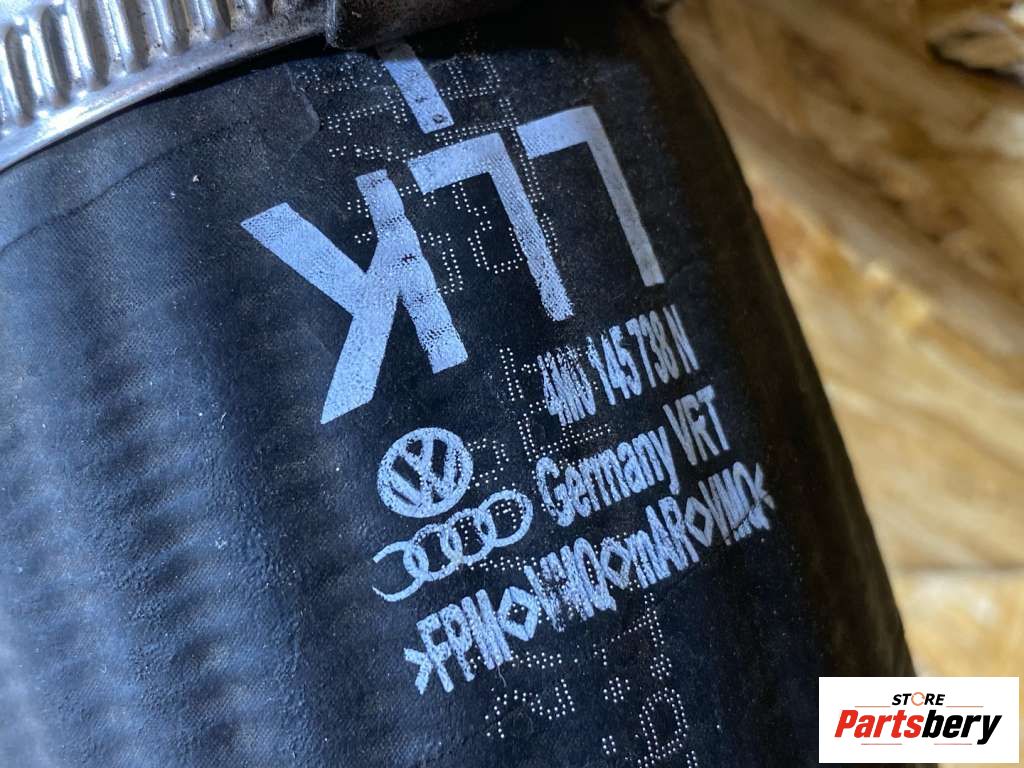 LLK
4M0 145 738 N
Germany VRT
>FPM◇VMQ◇mAR◇VMQ<
STORE
Partsbery